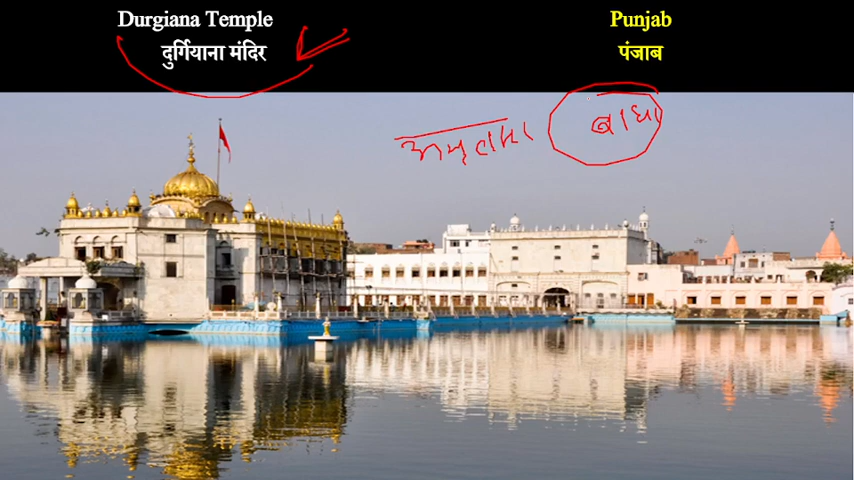 Durgiana Temple
दुर्गियाना मंदिर
Punjab
पंजाब
बाधा